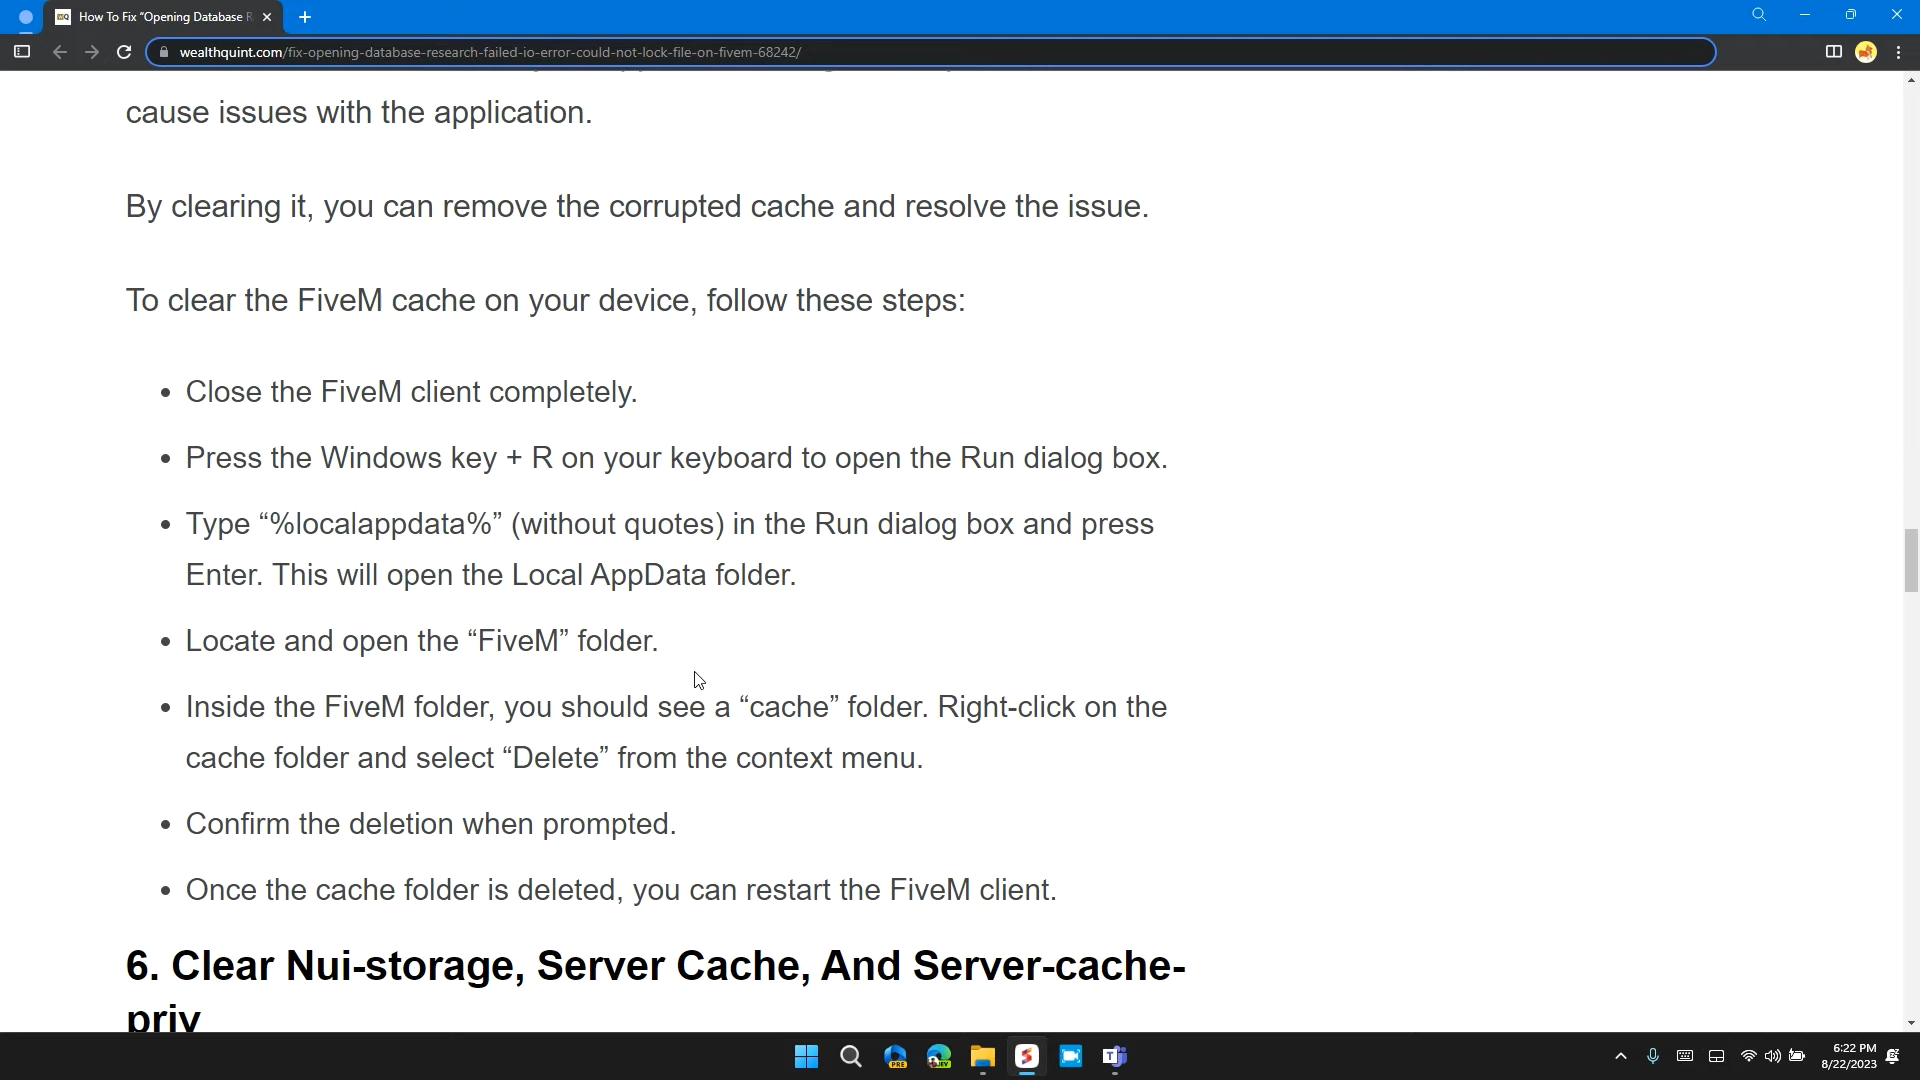 How To Fix "Opening Database R
wealthquint.com/fix-opening-database-research-failed-io-error-could-not-lock-file-on-fivem-68242/
cause issues with the application.
By clearing it, you can remove the corrupted cache and resolve the issue.
To clear the FiveM cache on your device, follow these steps:
• Close the FiveM client completely.
• Press the Windows key + R on your keyboard to open the Run dialog box.
• Type “%localappdata%” (without quotes) in the Run dialog box and press
Enter. This will open the Local AppData folder.
• Locate and open the “FiveM” folder.
• Inside the FiveM folder, you should see a “cache” folder. Right-click on the
cache folder and select “Delete” from the context menu.
• Confirm the deletion when prompted.
• Once the cache folder is deleted, you can restart the FiveM client.
6. Clear Nui-storage, Server Cache, And Server-cache-
priv
6:22 PM
8/22/2023